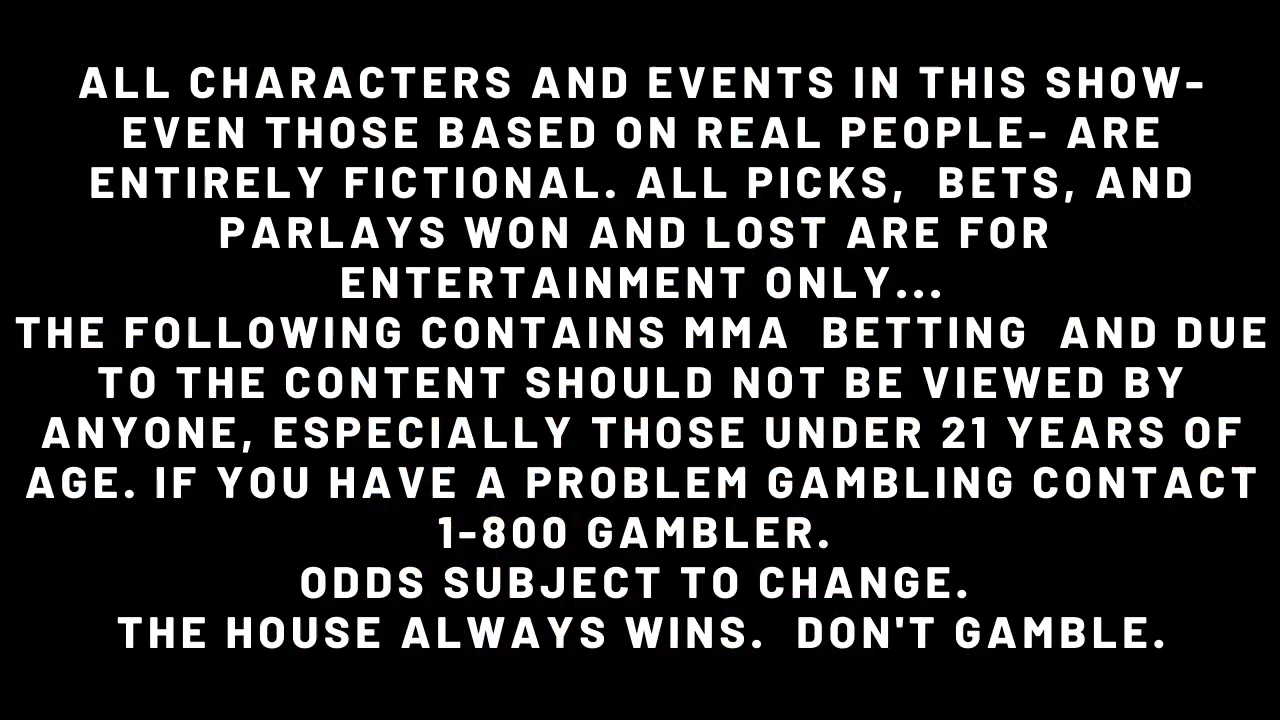 ALL CHARACTERS AND EVENTS IN THIS SHOW-
EVEN THOSE BASED ON REAL PEOPLE- ARE
ENTIRELY FICTIONAL. ALL PICKS,  BETS, AND
PARLAYS WON AND LOST ARE FOR
ENTERTAINMENT ONLY...
THE FOLLOWING CONTAINS MMA  BETTING  AND DUE
TO THE CONTENT SHOULD NOT BE VIEWED BY
ANYONE, ESPECIALLY THOSE UNDER 21 YEARS OF
AGE. IF YOU HAVE A PROBLEM GAMBLING CONTACT
1-800 GAMBLER.
ODDS SUBJECT TO CHANGE.
THE HOUSE ALWAYS WINS.  DON'T GAMBLE.